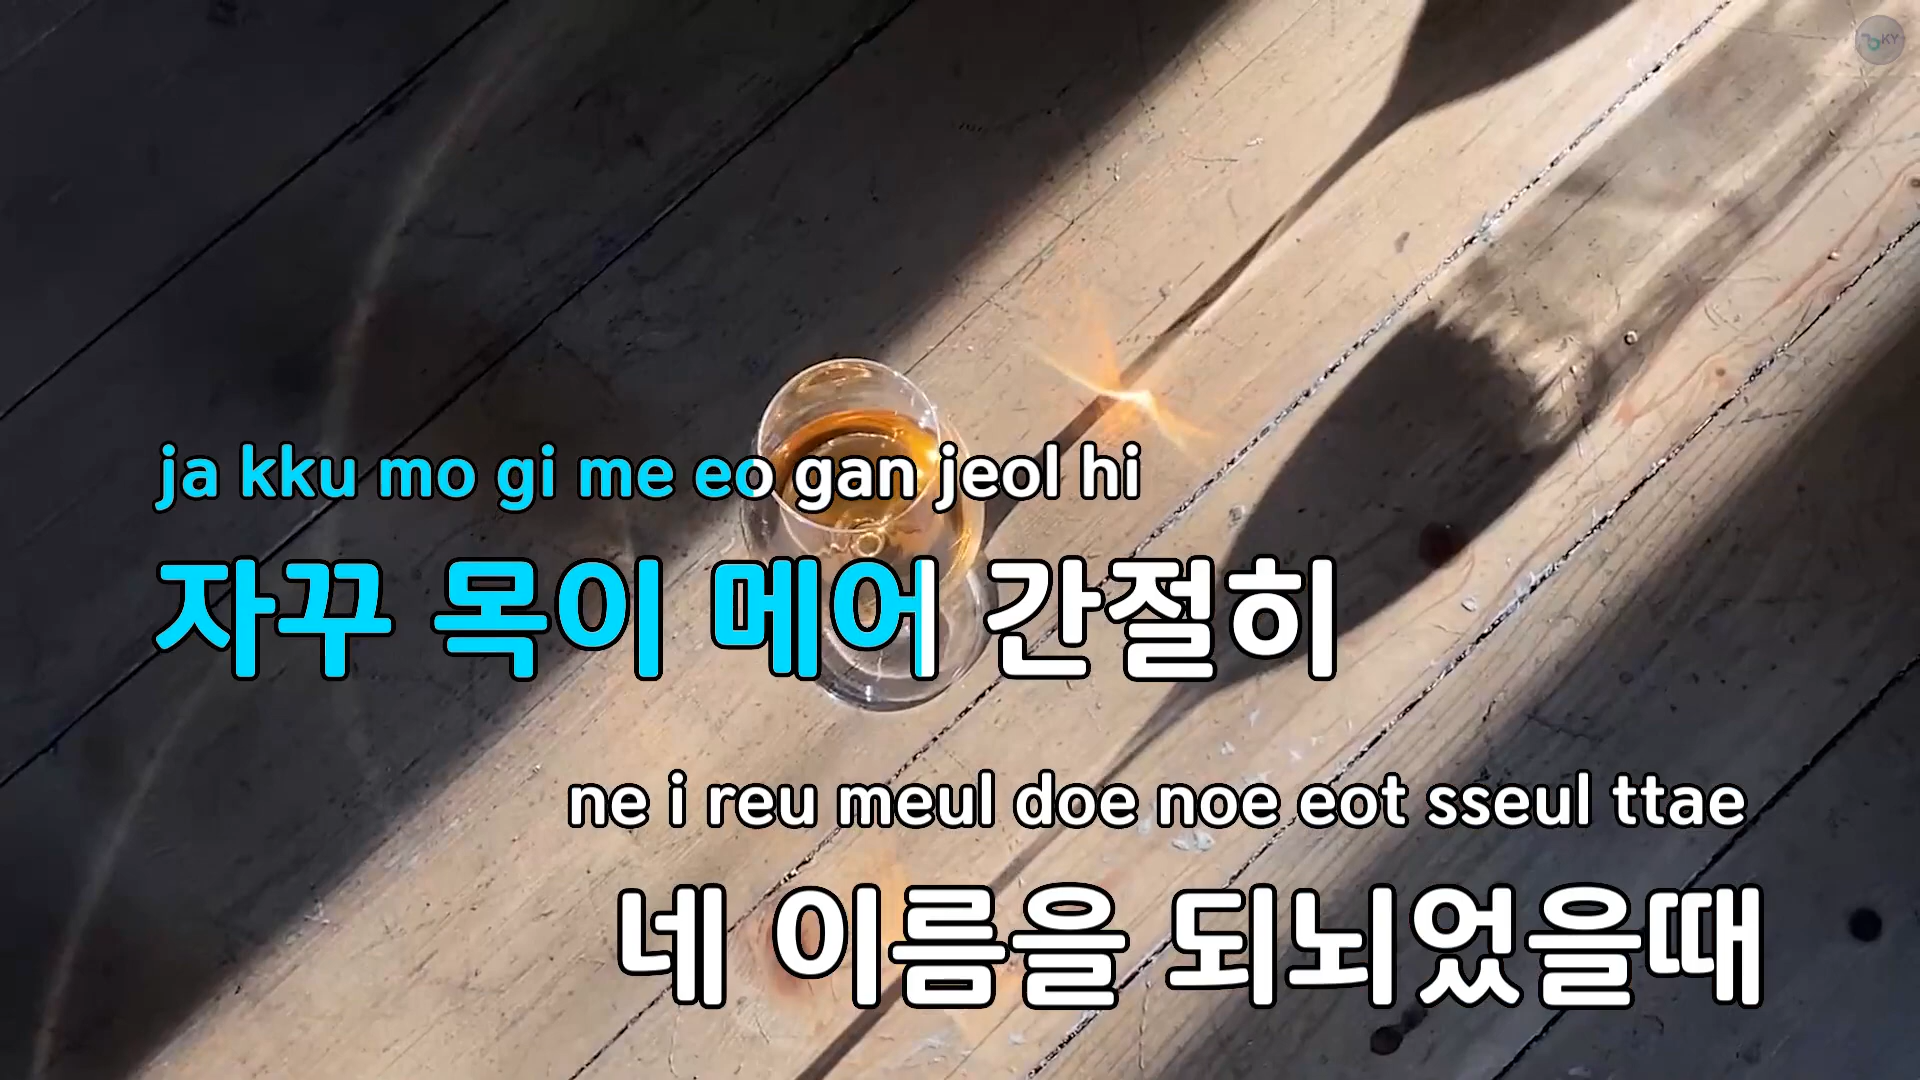 KY
ja kku mo gi me eo gan jeol hi
자꾸 목이 메어 간절히
ne i reu meul doe noe eot sseul ttae
네 이름을 되뇌었을때